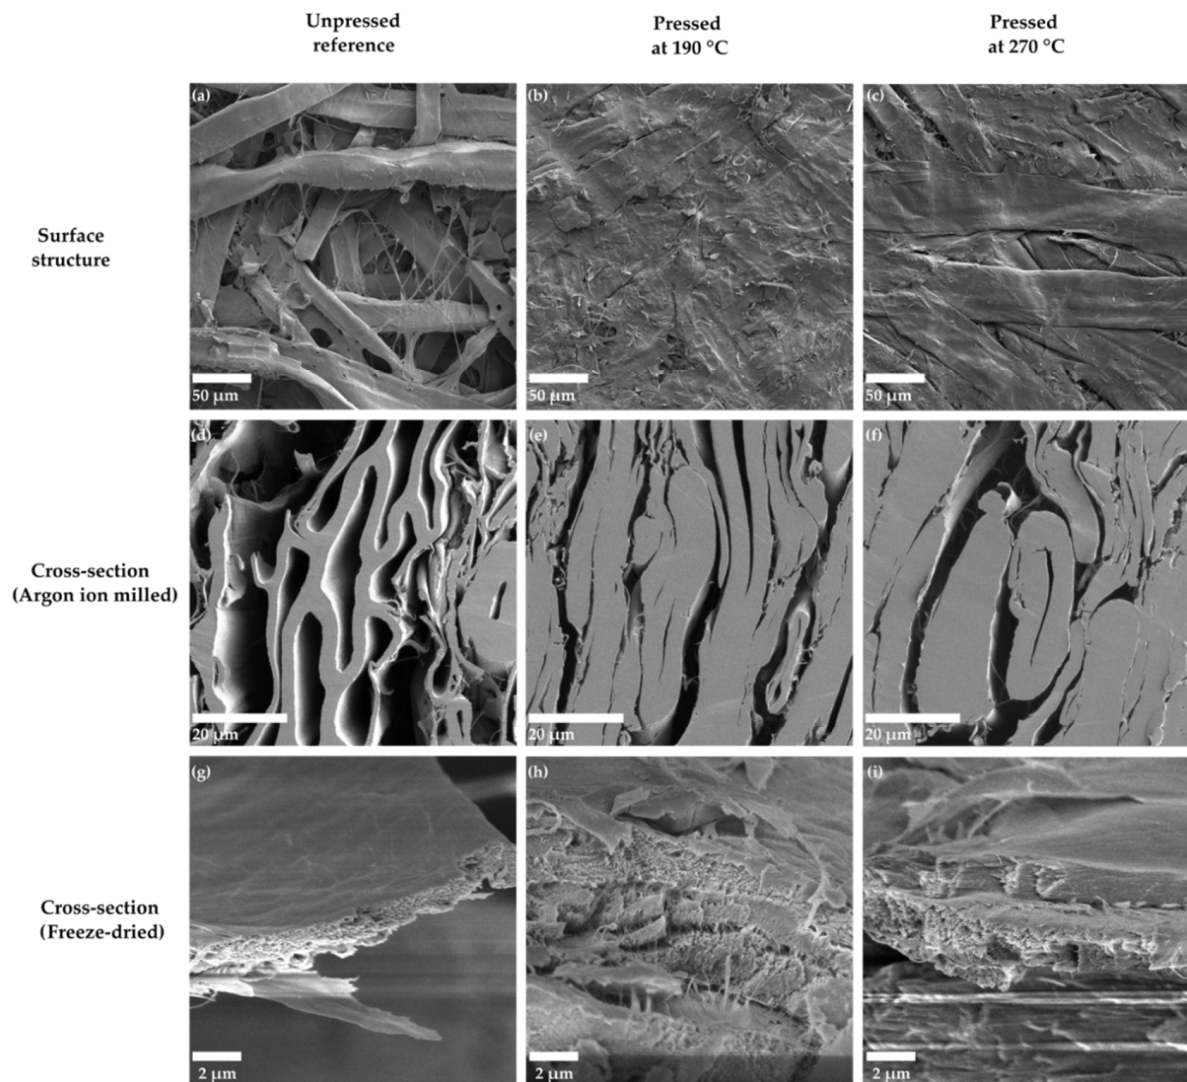 Unpressed
reference
Pressed
at 190 °C
Pressed
at 270 °C
Surface
structure
(a)
50 µm
(b)
50 µm
(c)
50 µm
Cross-section
(Argon ion milled)
(d)
20 µm
(e)
20 µm
(f)
20 µm
Cross-section
(Freeze-dried)
(g)
2 µm
(h)
2 µm
(i)
2 µm